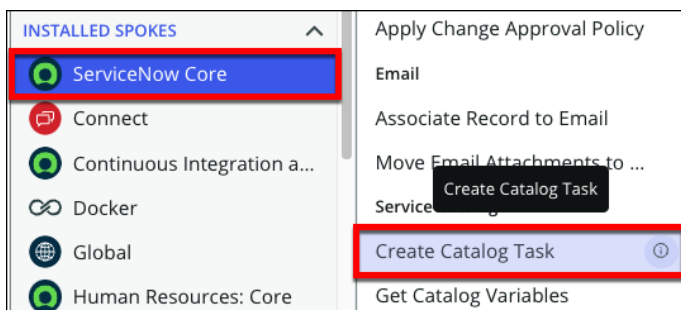 INSTALLED SPOKES
ServiceNow Core
Connect
Continuous Integration a...
Docker
Global
Human Resources: Core
Apply Change Approval Policy
Email
Associate Record to Email
Move Email Attachments to ...
Create Catalog Task
Service
Create Catalog Task
Get Catalog Variables